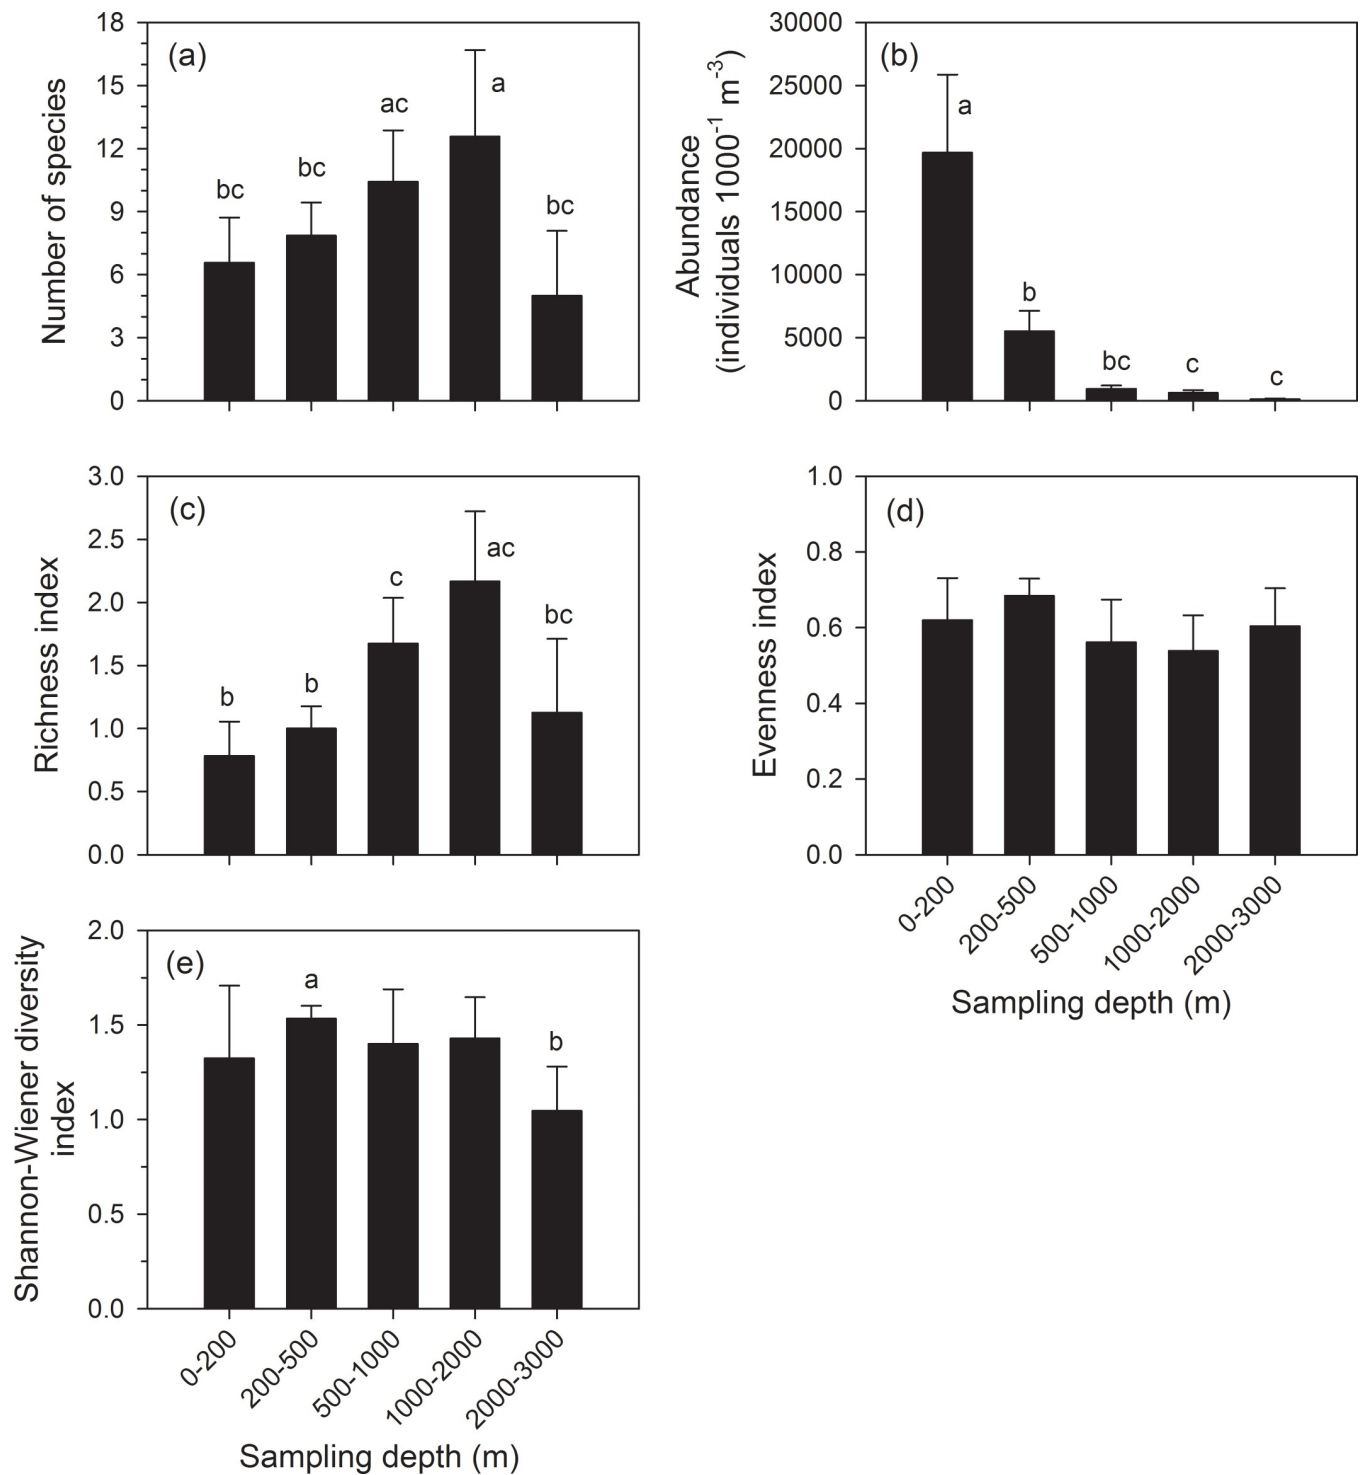 (a)
Number of species
18
15
12
9
6
3
0
bc
bc
ac
a
bc
(b)
Abundance
(individuals 1000⁻¹ m⁻³)
30000
25000
20000
15000
10000
5000
0
a
b
bc
c
c
(c)
Richness index
3.0
2.5
2.0
1.5
1.0
0.5
0.0
b
b
c
ac
bc
(d)
Evenness index
1.0
0.8
0.6
0.4
0.2
0.0
0-200
200-500
500-1000
1000-2000
2000-3000
Sampling depth (m)
(e)
Shannon-Wiener diversity
index
2.0
1.5
1.0
0.5
0.0
a
b
0-200
200-500
500-1000
1000-2000
2000-3000
Sampling depth (m)